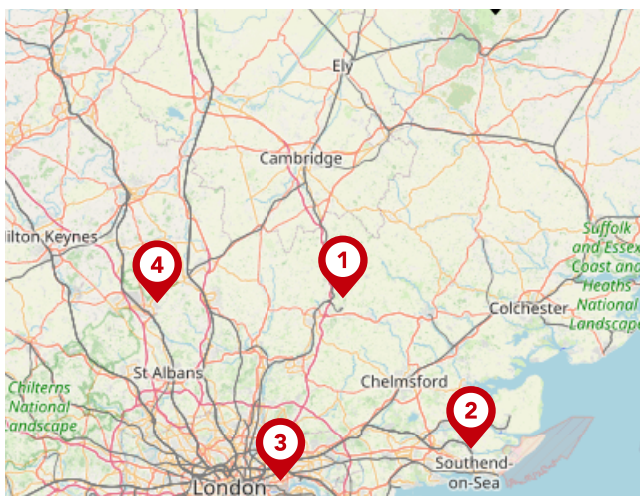 Ely
Cambridge
ilton Keynes
Suffolk
and Essex
Coast and
Heaths
National
Landscape
4
1
Colchester
St Albans
Chelmsford
Chilterns
National
andscape
2
3
Southend-
on-Sea
London